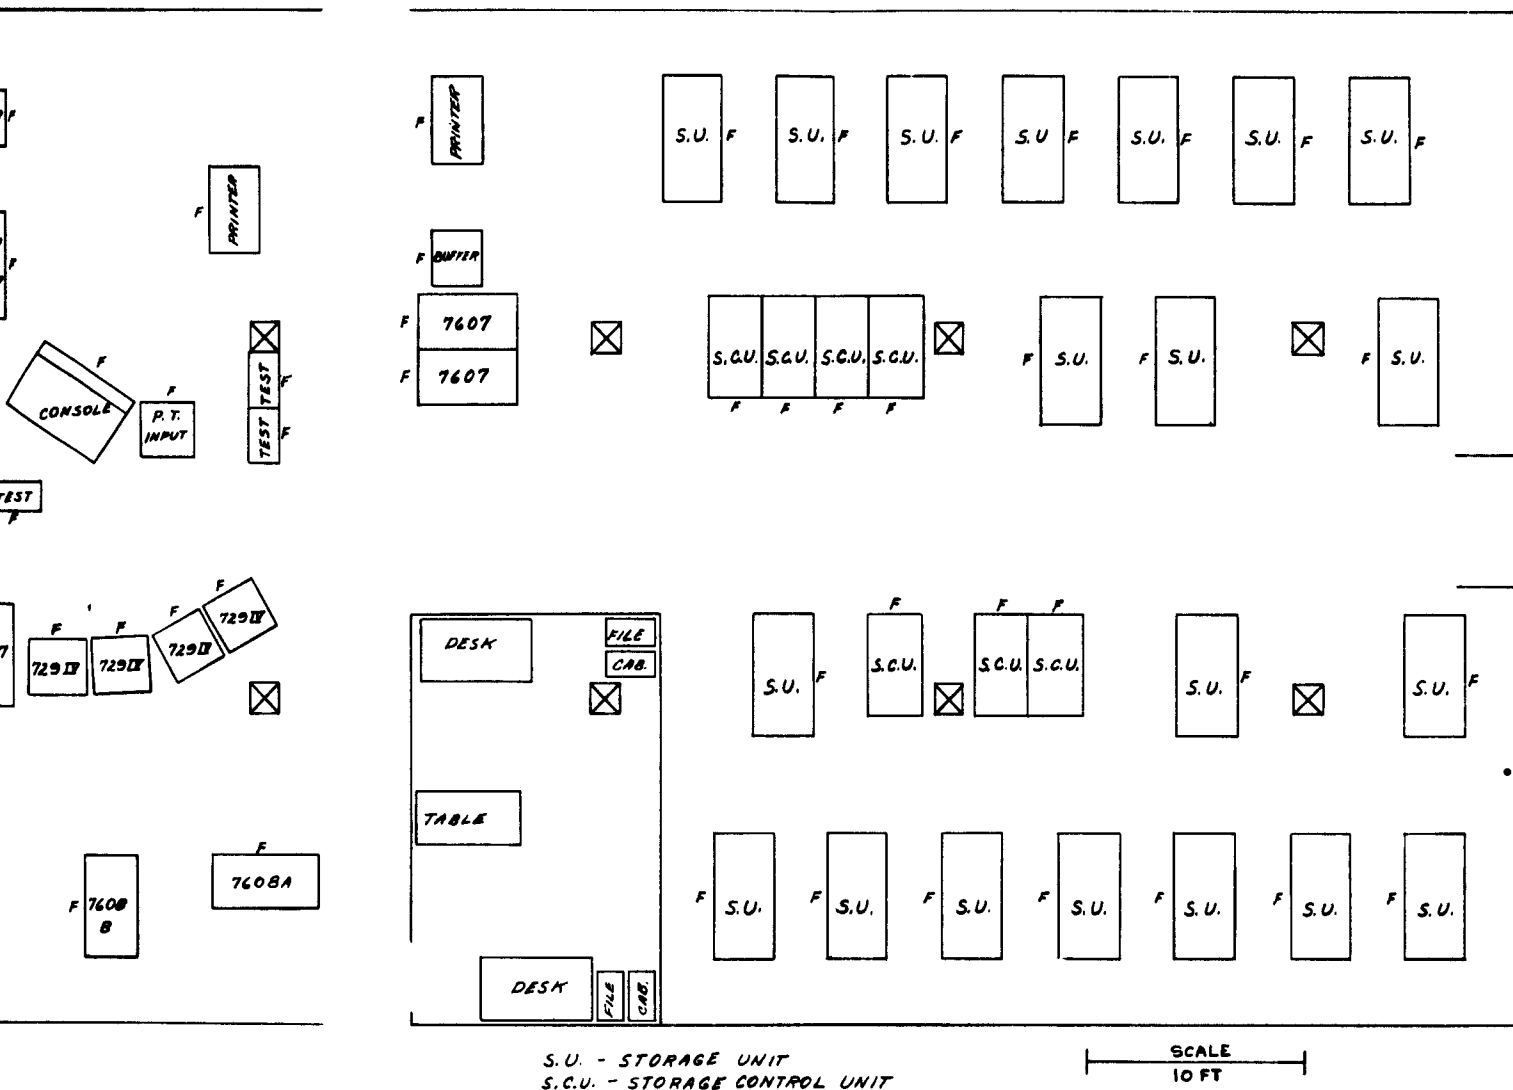 F
PRINTER
F
S.U.
F
S.U.
F
S.U.
F
S.U
F
S.U.
F
S.U.
F
S.U.
F
F
PRINTER
F
F
BUFFER
F
7607
F
7607
S.C.U.
F
S.C.U.
F
S.C.U.
F
S.C.U.
F
F
S.U.
F
S.U.
F
S.U.
F
CONSOLE
F
P.T.
INPUT
TEST
F
TEST
F
TEST
F
F
729 IV
F
729 IV
F
729 IV
F
729 IV
7
DESK
FILE
CAB.
S.U.
F
F
S.C.U.
F
F
S.C.U.
S.C.U.
S.U.
F
S.U.
F
TABLE
F
7608
B
F
7608A
F
S.U.
F
S.U.
F
S.U.
F
S.U.
F
S.U.
F
S.U.
F
S.U.
DESK
FILE
CAB.
S.U. - STORAGE UNIT
S.C.U. - STORAGE CONTROL UNIT
SCALE
10 FT